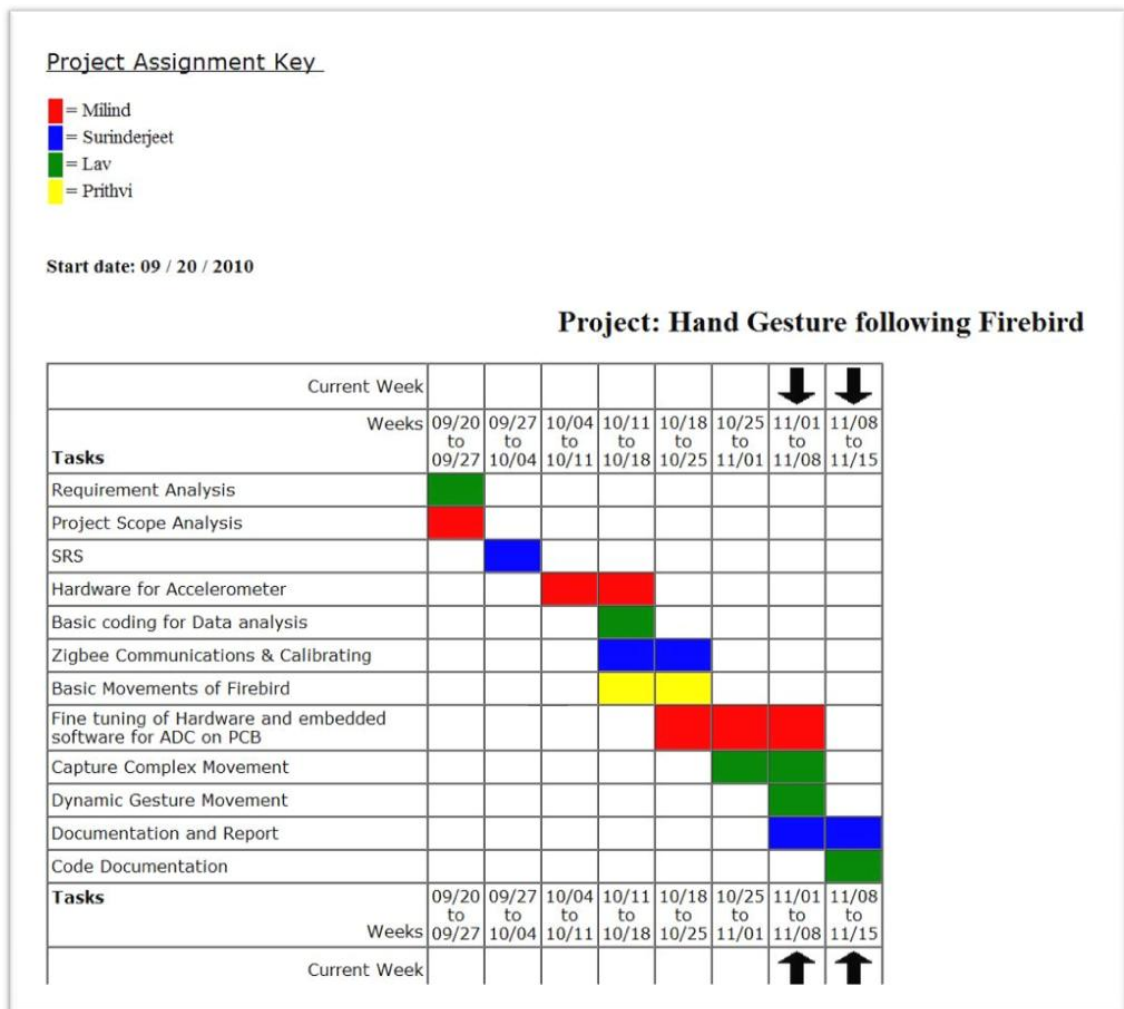 Project Assignment Key
= Milind
= Surinderjeet
= Lav
= Prithvi
Start date: 09 / 20 / 2010
Project: Hand Gesture following Firebird
Current Week
Weeks 09/20 to 09/27 09/27 to 10/04 10/04 to 10/11 10/11 to 10/18 10/18 to 10/25 10/25 to 11/01 11/01 to 11/08 11/08 to 11/15
Tasks
Requirement Analysis
Project Scope Analysis
SRS
Hardware for Accelerometer
Basic coding for Data analysis
Zigbee Communications & Calibrating
Basic Movements of Firebird
Fine tuning of Hardware and embedded
software for ADC on PCB
Capture Complex Movement
Dynamic Gesture Movement
Documentation and Report
Code Documentation
Tasks
Weeks 09/20 to 09/27 09/27 to 10/04 10/04 to 10/11 10/11 to 10/18 10/18 to 10/25 10/25 to 11/01 11/01 to 11/08 11/08 to 11/15
Current Week